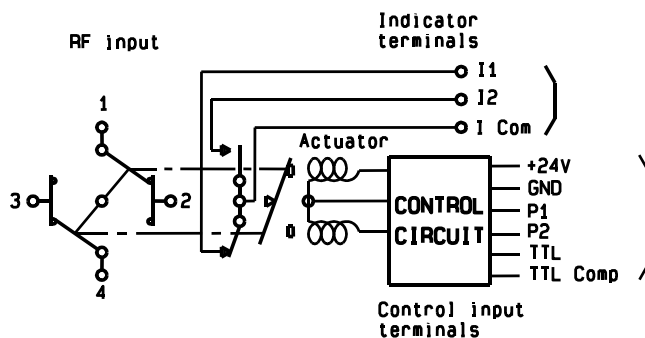 Indicator
terminals
RF input
I1
I2
I Com
1
Actuator
3
2
4
CONTROL
CIRCUIT
+24V
GND
P1
P2
TTL
TTL Comp
Control input
terminals